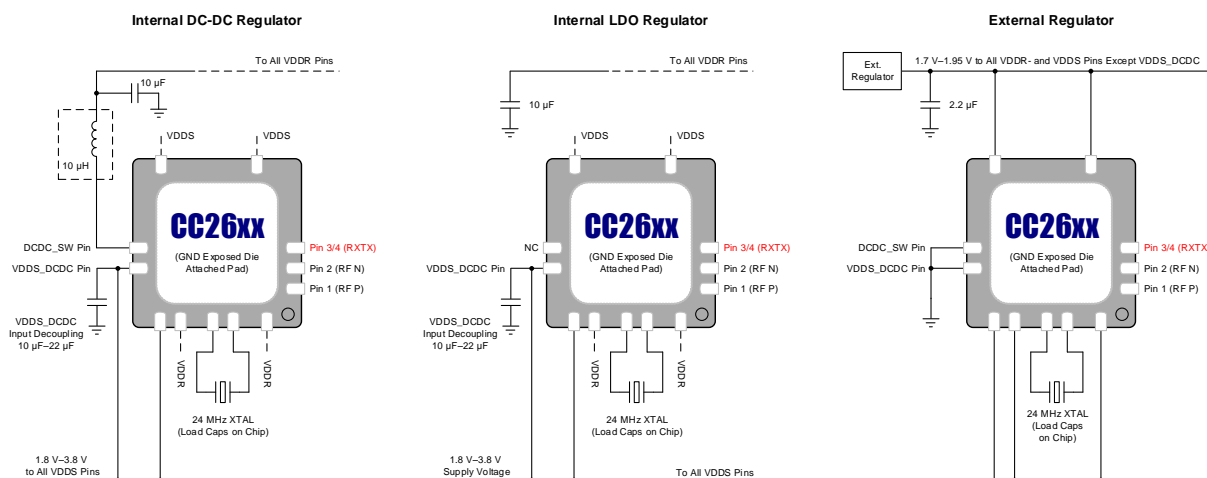 Internal DC-DC Regulator
To All VDDR Pins
10 µF
10 µH
VDDS
VDDS
CC26xx
(GND Exposed Die
Attached Pad)
DCDC_SW Pin
VDDS_DCDC Pin
Pin 3/4 (RXTX)
Pin 2 (RF N)
Pin 1 (RF P)
VDDS_DCDC
Input Decoupling
10 µF–22 µF
VDDR
VDDR
24 MHz XTAL
(Load Caps on Chip)
1.8 V–3.8 V
to All VDDS Pins
Internal LDO Regulator
To All VDDR Pins
10 µF
VDDS
VDDS
CC26xx
(GND Exposed Die
Attached Pad)
NC
VDDS_DCDC Pin
Pin 3/4 (RXTX)
Pin 2 (RF N)
Pin 1 (RF P)
VDDS_DCDC
Input Decoupling
10 µF–22 µF
VDDR
VDDR
24 MHz XTAL
(Load Caps on Chip)
1.8 V–3.8 V
Supply Voltage
To All VDDS Pins
External Regulator
Ext.
Regulator
1.7 V–1.95 V to All VDDR- and VDDS Pins Except VDDS_DCDC
2.2 µF
CC26xx
(GND Exposed Die
Attached Pad)
DCDC_SW Pin
VDDS_DCDC Pin
Pin 3/4 (RXTX
Pin 2 (RF N)
Pin 1 (RF P)
24 MHz XTAL
(Load Caps
on Chip)